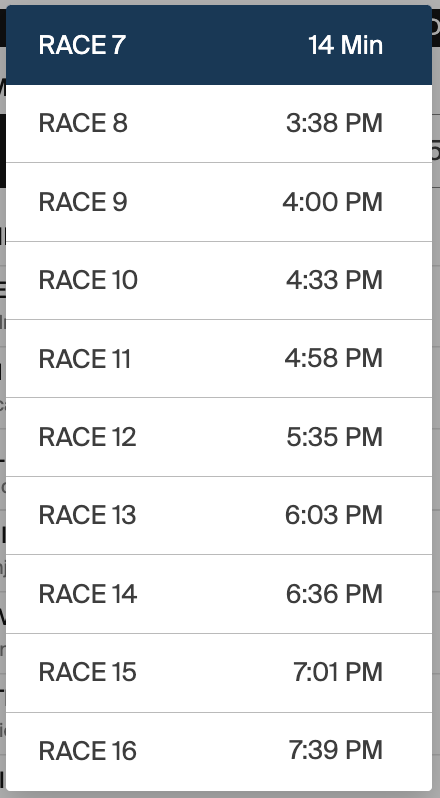 RACE 7 14 Min
RACE 8 3:38 PM
RACE 9 4:00 PM
RACE 10 4:33 PM
RACE 11 4:58 PM
RACE 12 5:35 PM
RACE 13 6:03 PM
RACE 14 6:36 PM
RACE 15 7:01 PM
RACE 16 7:39 PM